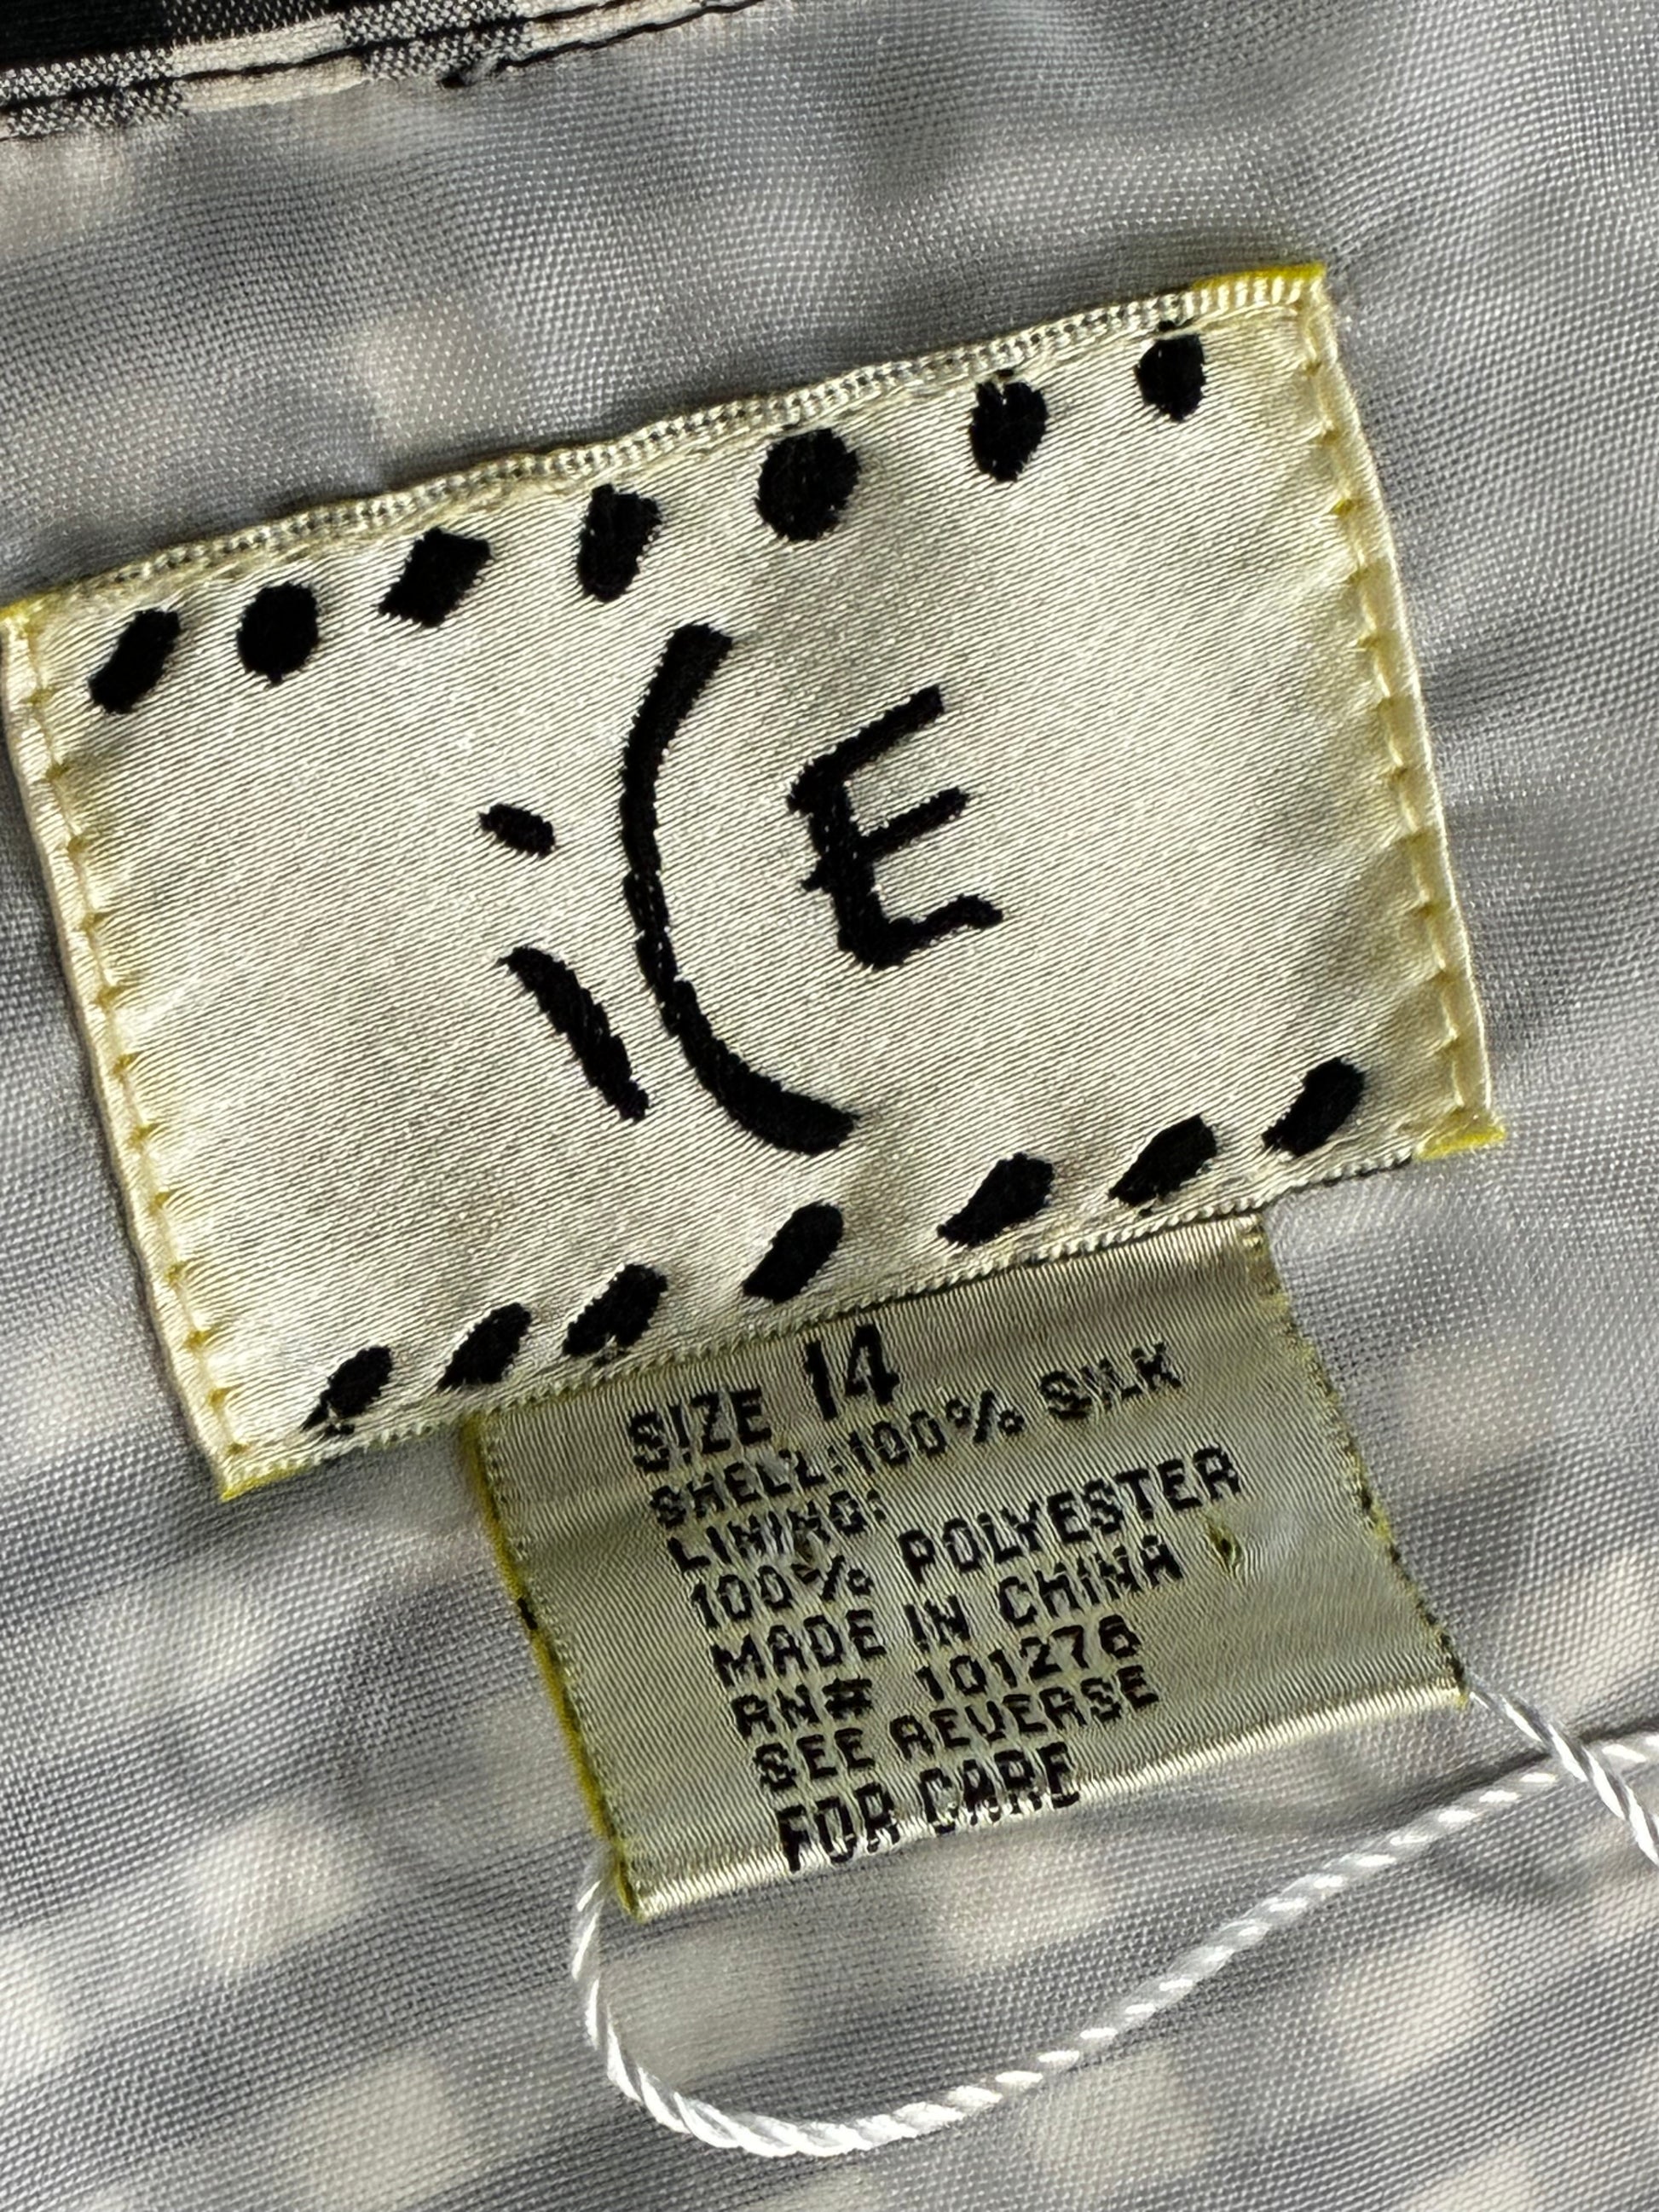 iCE
SIZE 14
SHELL:100% SILK
LINING:
100% POLYESTER
MADE IN CHINA
RN# 101276
SEE REVERSE
FOR CARE